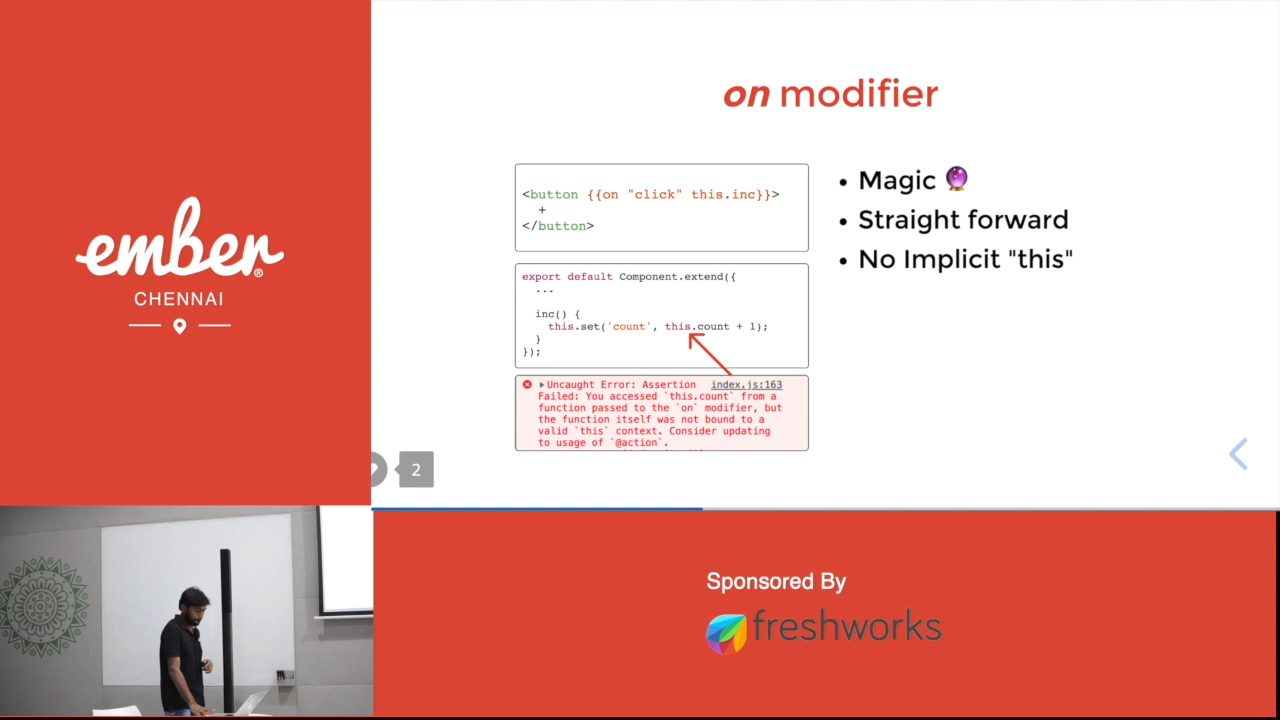 ember®
CHENNAI
on modifier
<button {{on "click" this.inc}}>
+
</button>
export default Component.extend({
...
inc() {
this.set('count', this.count + 1);
}
});
Uncaught Error: Assertion index.js:163
Failed: You accessed `this.count` from a
function passed to the `on` modifier, but
the function itself was not bound to a
valid `this` context. Consider updating
to usage of `@action`.
• Magic 🔮
• Straight forward
• No Implicit "this"
2
Sponsored By
freshworks